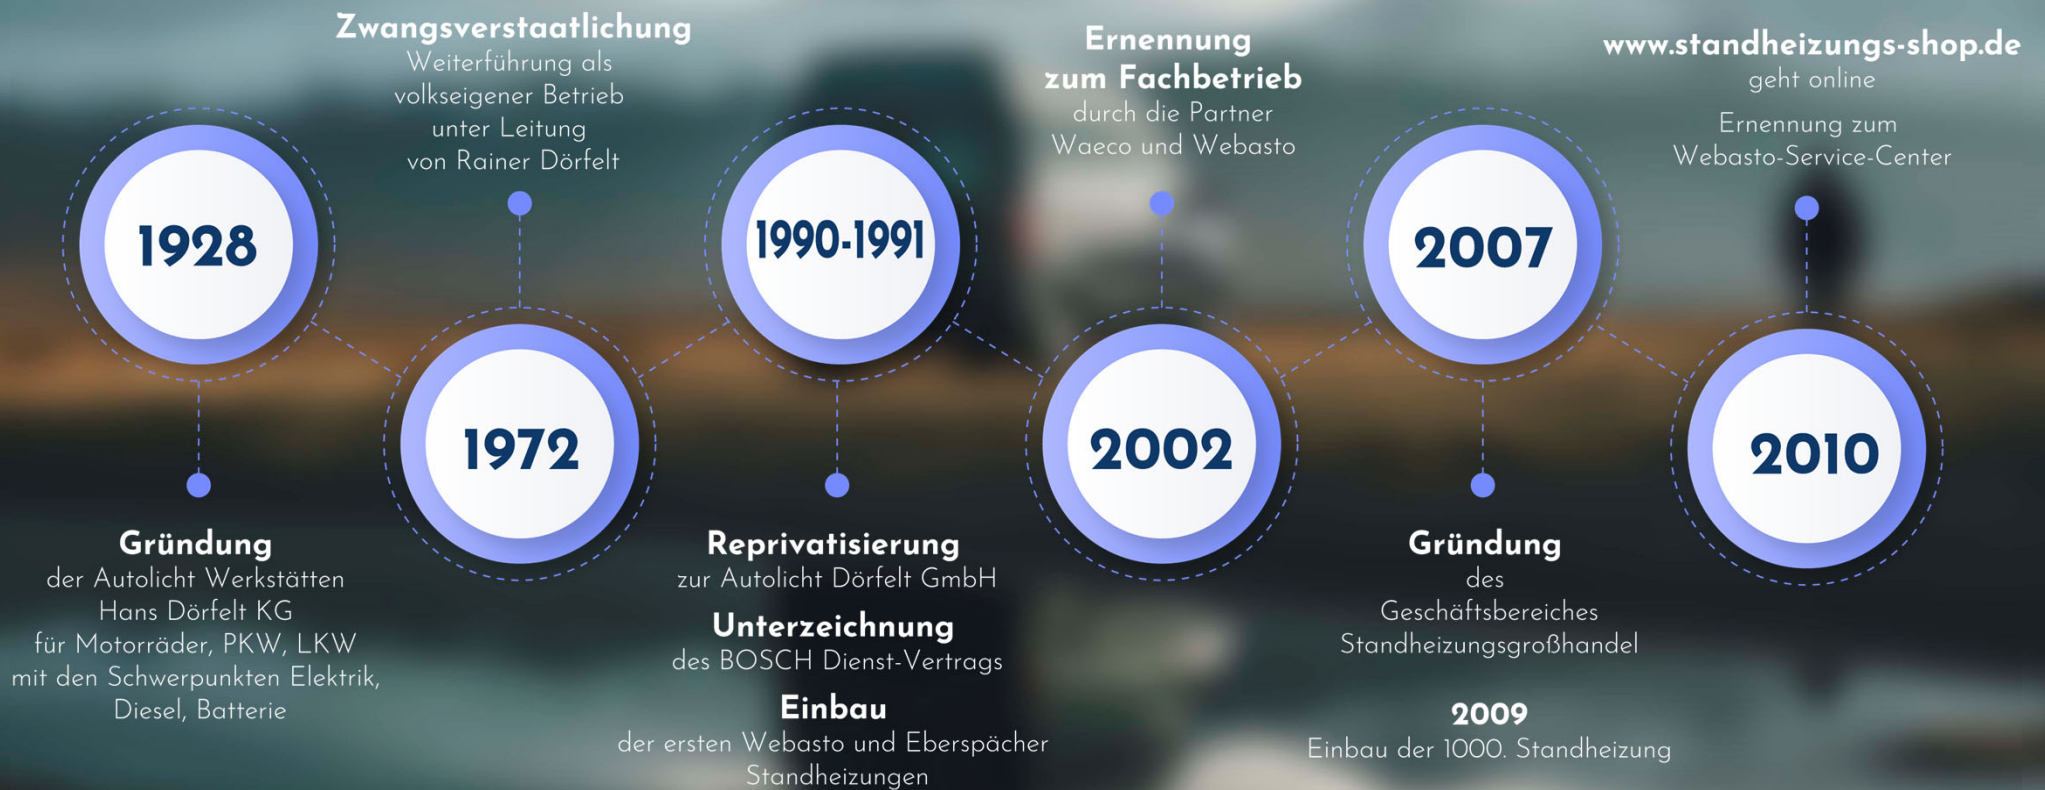 1928
Gründung
der Autolicht Werkstätten
Hans Dörfelt KG
für Motorräder, PKW, LKW
mit den Schwerpunkten Elektrik,
Diesel, Batterie
Zwangsverstaatlichung
Weiterführung als
volkseigener Betrieb
unter Leitung
von Rainer Dörfelt
1972
1990-1991
Reprivatisierung
zur Autolicht Dörfelt GmbH
Unterzeichnung
des BOSCH Dienst-Vertrags
Einbau
der ersten Webasto und Eberspächer
Standheizungen
Ernennung
zum Fachbetrieb
durch die Partner
Waeco und Webasto
2002
2007
Gründung
des
Geschäftsbereiches
Standheizungsgroßhandel
2009
Einbau der 1000. Standheizung
www.standheizungs-shop.de
geht online
Ernennung zum
Webasto-Service-Center
2010